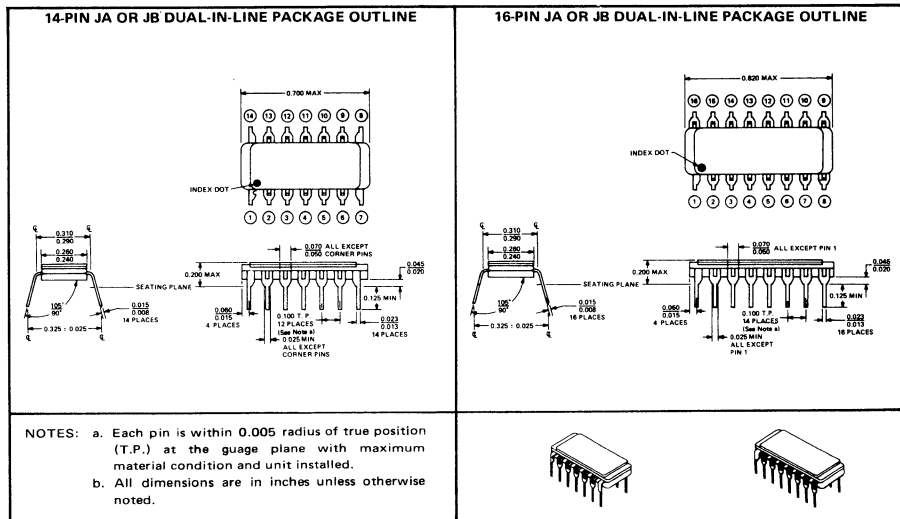 14-PIN JA OR JB DUAL-IN-LINE PACKAGE OUTLINE
0.700 MAX
14 13 12 11 10 9 8
INDEX DOT
1 2 3 4 5 6 7
℄ ℄
0.310
0.290
0.280
0.240
0.070 ALL EXCEPT
0.050 CORNER PINS
0.200 MAX
0.045
0.020
SEATING PLANE
0.125 MIN
105°
90°
0.015
0.008
14 PLACES
0.325 ± 0.025
℄ ℄
0.060
0.015
4 PLACES
0.100 T.P.
12 PLACES
(See Note a)
0.025 MIN
ALL EXCEPT
CORNER PINS
0.023
0.013
14 PLACES
16-PIN JA OR JB DUAL-IN-LINE PACKAGE OUTLINE
0.820 MAX
16 15 14 13 12 11 10 9
INDEX DOT
1 2 3 4 5 6 7 8
℄ ℄
0.310
0.290
0.280
0.240
0.070 ALL EXCEPT PIN 1
0.050
0.200 MAX
0.045
0.020
SEATING PLANE
0.125 MIN
105°
90°
0.015
0.008
16 PLACES
0.325 ± 0.025
℄ ℄
0.060
0.015
4 PLACES
0.100 T.P.
14 PLACES
(See Note a)
0.025 MIN
ALL EXCEPT
PIN 1
0.023
0.013
16 PLACES
NOTES: a. Each pin is within 0.005 radius of true position
(T.P.) at the guage plane with maximum
material condition and unit installed.
b. All dimensions are in inches unless otherwise
noted.